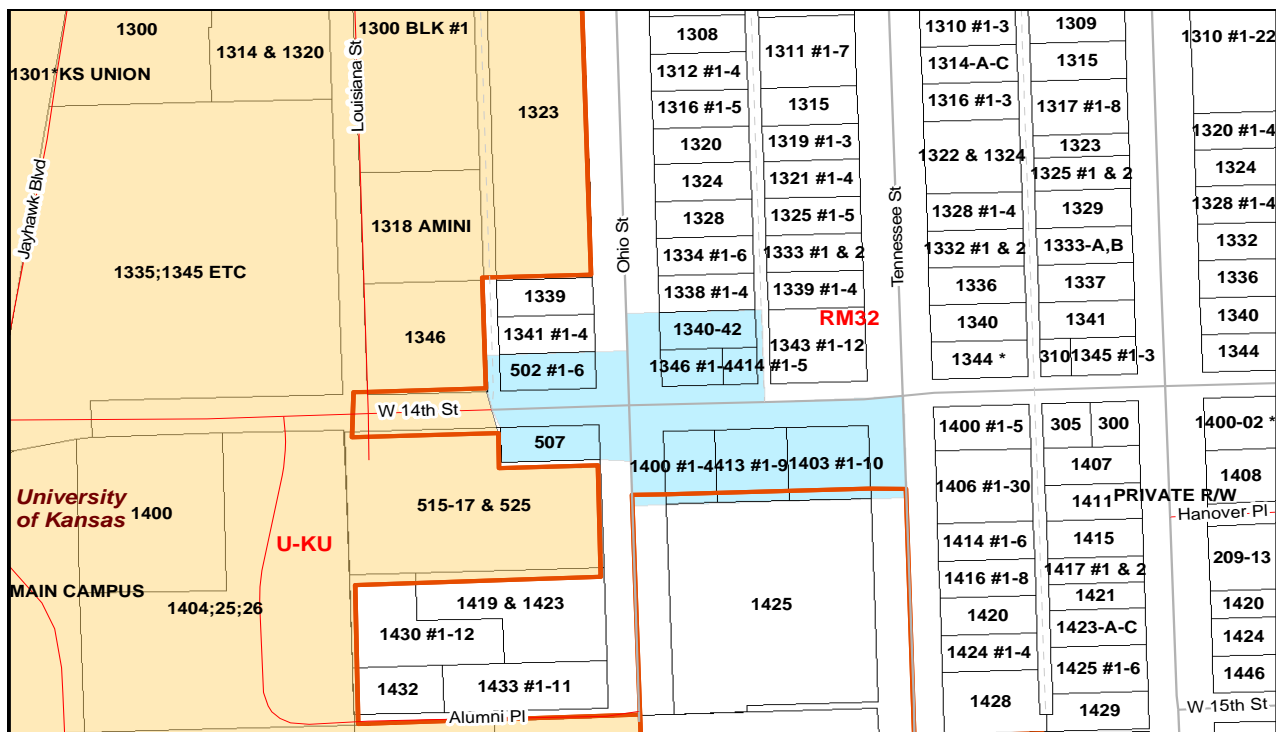 1300
1314 & 1320
1301*KS UNION
Jayhawk Blvd
1335;1345 ETC
Louisiana St
1300 BLK #1
1318 AMINI
1346
1323
1339
1341 #1-4
502 #1-6
W 14th St
507
515-17 & 525
University
of Kansas
1400
U-KU
MAIN CAMPUS
1404;25;26
1419 & 1423
1430 #1-12
1432
1433 #1-11
Alumni Pl
Ohio St
1308
1312 #1-4
1316 #1-5
1320
1324
1328
1334 #1-6
1338 #1-4
1340-42
1346 #1-4
1311 #1-7
1315
1319 #1-3
1321 #1-4
1325 #1-5
1333 #1 & 2
1339 #1-4
RM32
1343 #1-12
414 #1-5
1400 #1-4
413 #1-9
1403 #1-10
1425
Tennessee St
1310 #1-3
1314-A-C
1316 #1-3
1322 & 1324
1328 #1-4
1332 #1 & 2
1336
1340
1344 *
1309
1315
1317 #1-8
1323
1325 #1 & 2
1329
1333-A,B
1337
1341
310
1345 #1-3
1400 #1-5
1406 #1-30
1414 #1-6
1416 #1-8
1420
1424 #1-4
1428
305
300
1407
1411
1415
1417 #1 & 2
1421
1423-A-C
1425 #1-6
1429
1310 #1-22
1320 #1-4
1324
1328 #1-4
1332
1336
1340
1344
1400-02 *
1408
PRIVATE R/W
Hanover Pl
209-13
1420
1424
1446
W 15th St